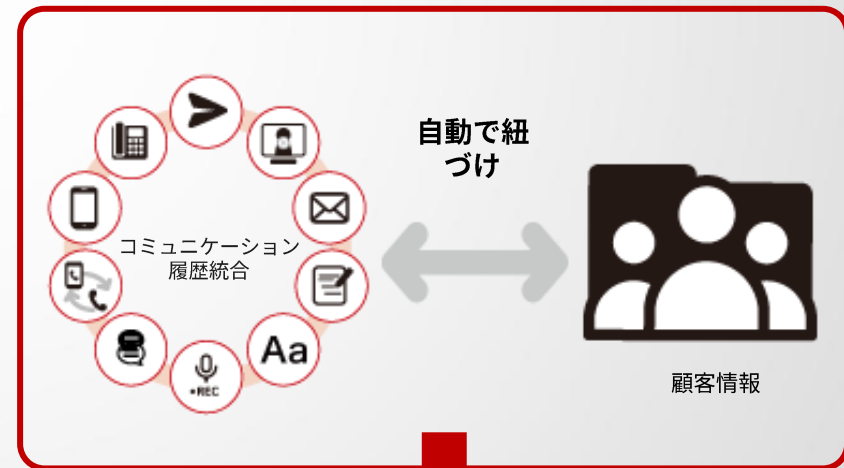 自動で紐
づけ
コミュニケーション
履歴統合
Aa
●REC
顧客情報